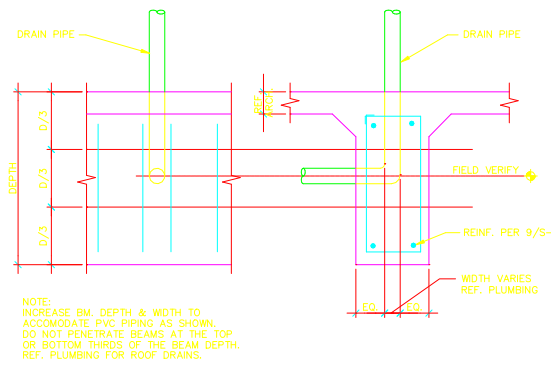 DRAIN PIPE
DRAIN PIPE
REF.
ARCH.
D/3
DEPTH
D/3
D/3
FIELD VERIFY
REINF. PER 9/S-
WIDTH VARIES
REF. PLUMBING
EQ.
EQ.
NOTE:
INCREASE BM. DEPTH & WIDTH TO
ACCOMODATE PVC PIPING AS SHOWN.
DO NOT PENETRATE BEAMS AT THE TOP
OR BOTTOM THIRDS OF THE BEAM DEPTH.
REF. PLUMBING FOR ROOF DRAINS.